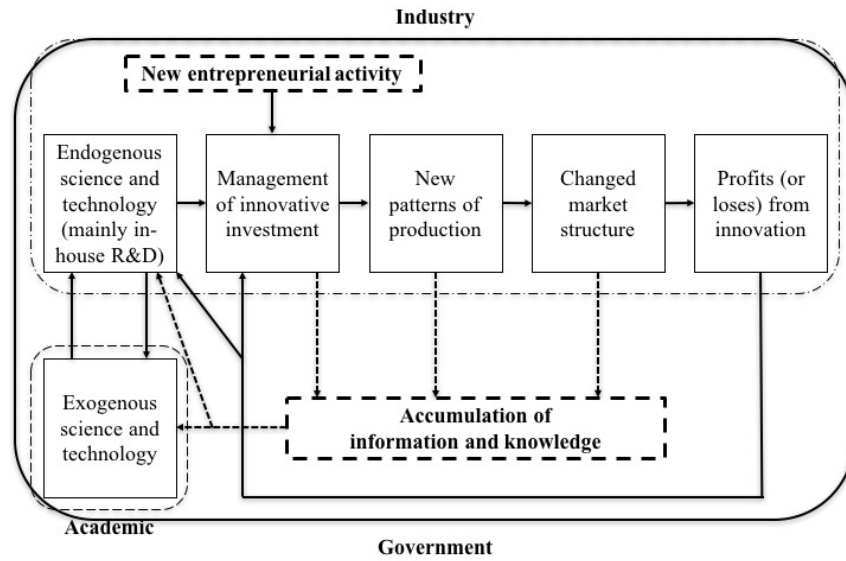 Industry
New entrepreneurial activity
Endogenous
science and
technology
(mainly in-
house R&D)
Management
of innovative
investment
New
patterns of
production
Changed
market
structure
Profits (or
loses) from
innovation
Exogenous
science and
technology
Accumulation of
information and knowledge
Academic
Government